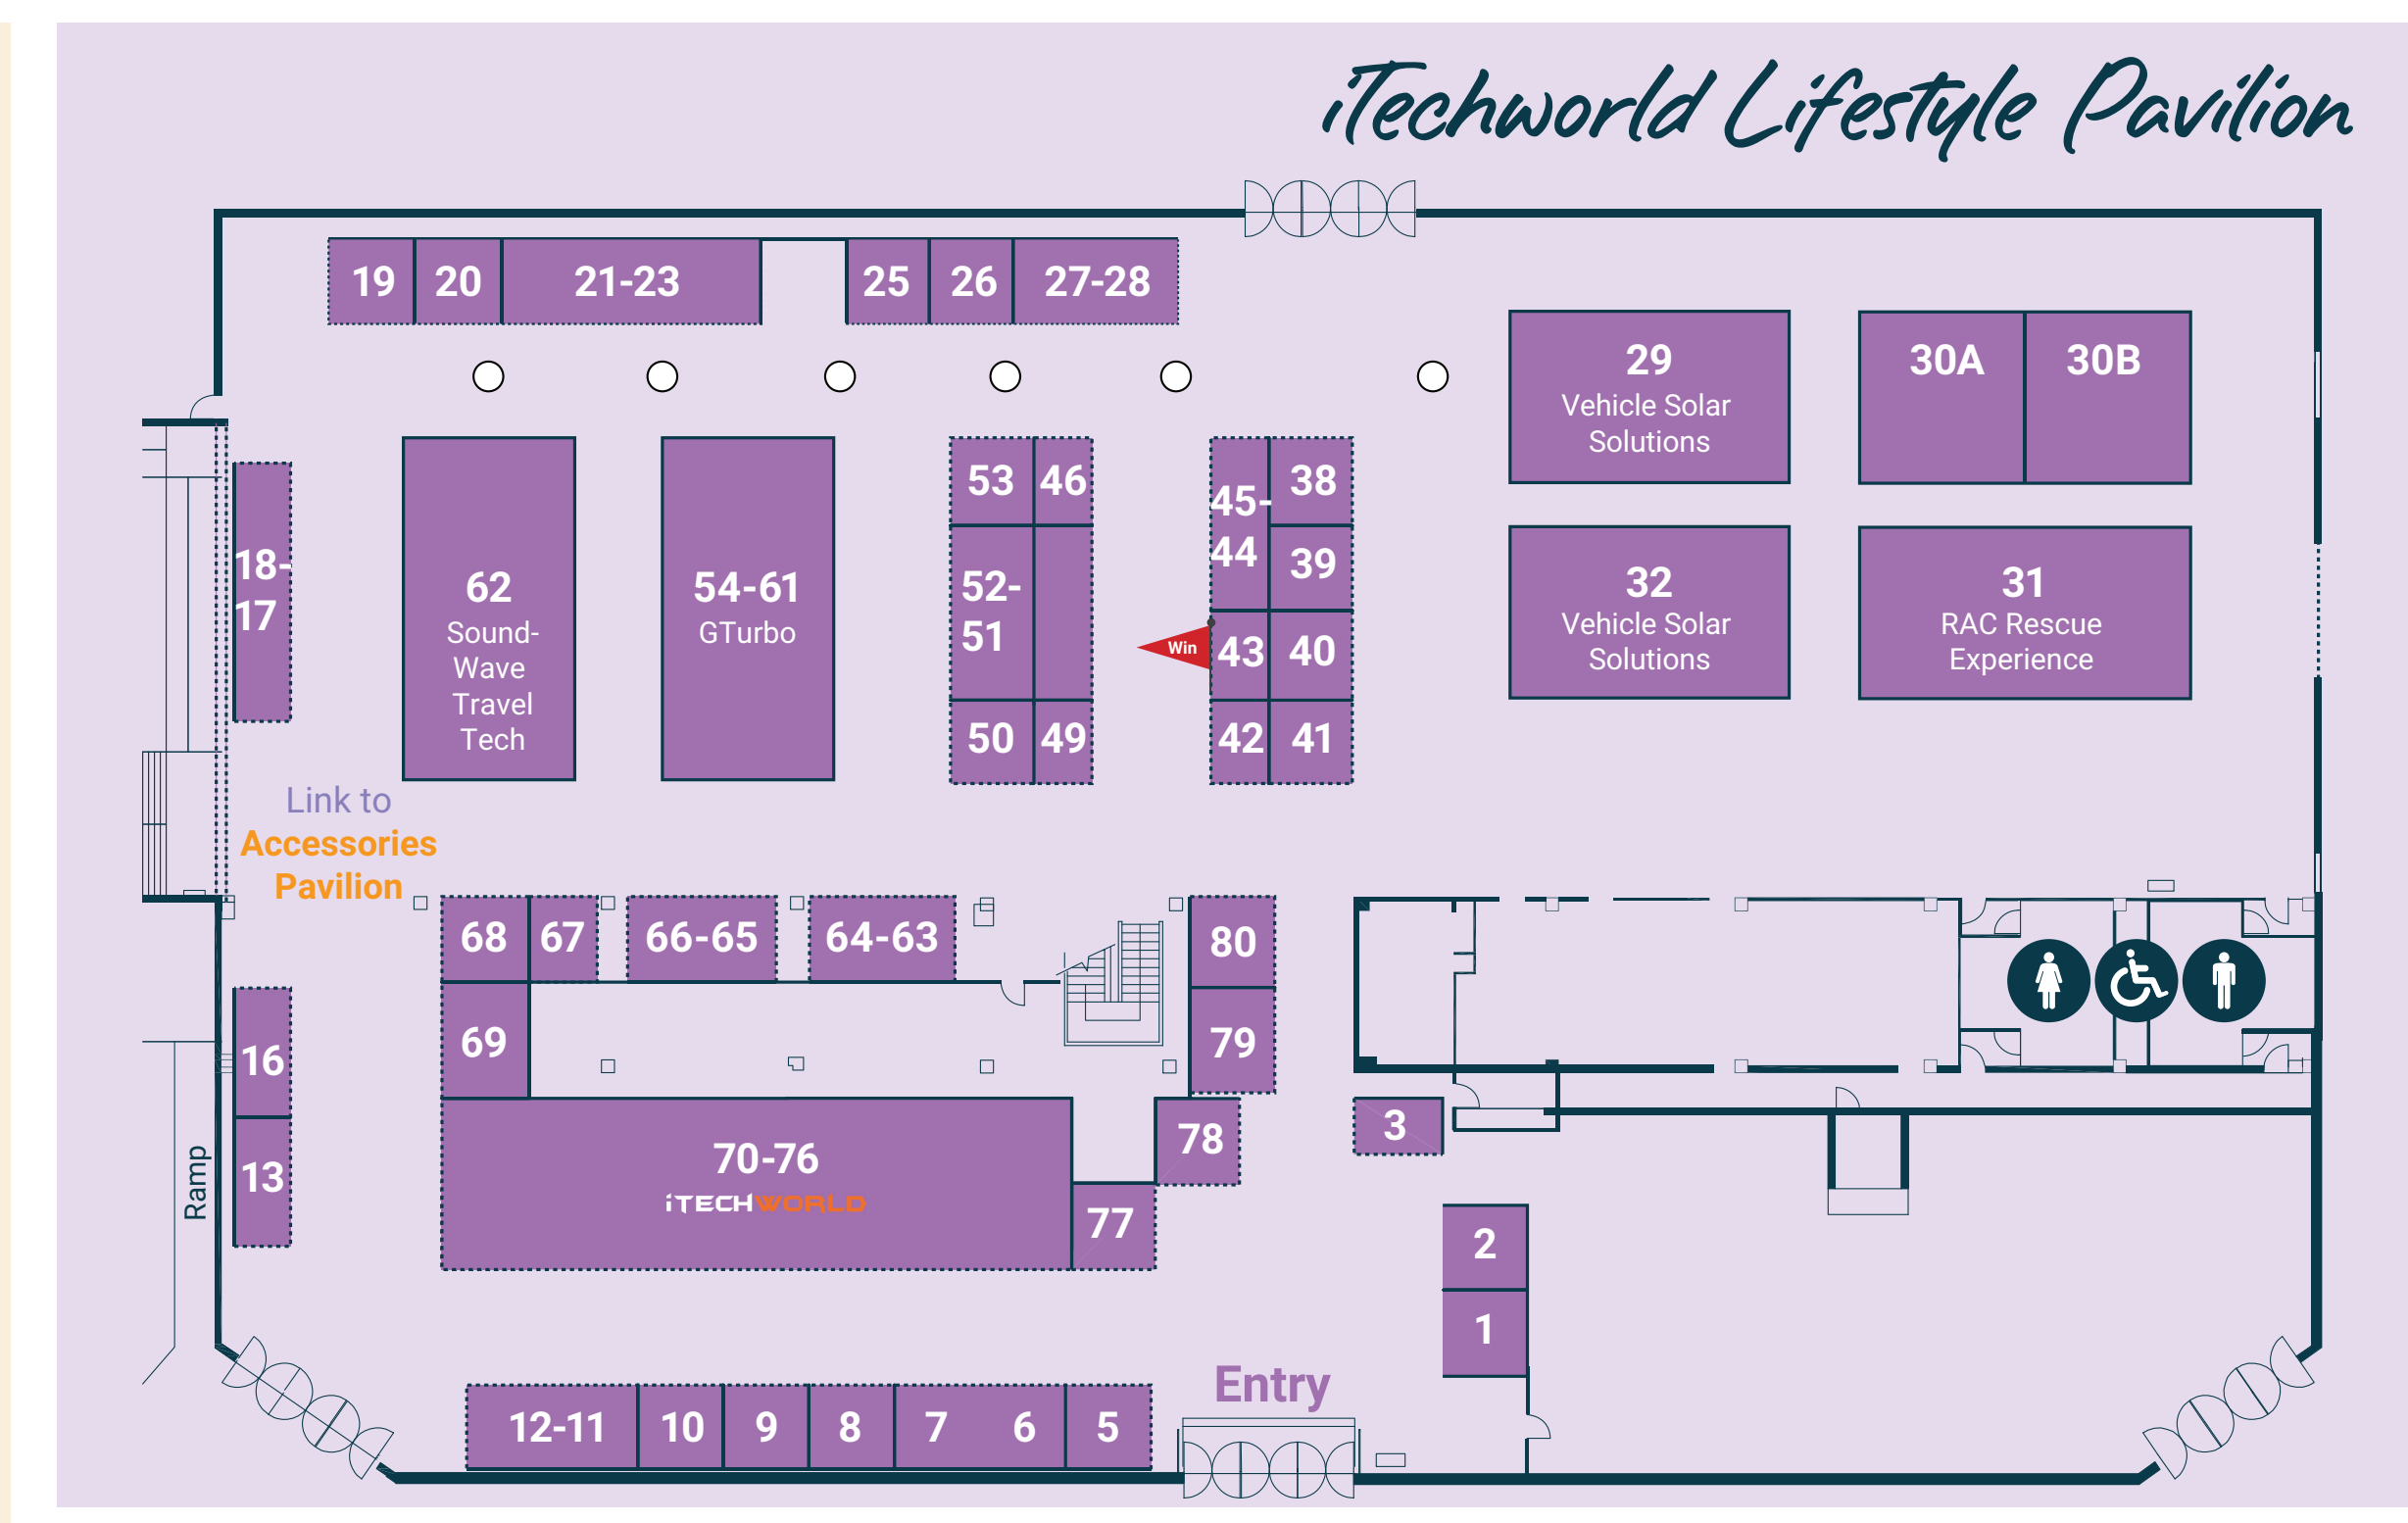 iTechworld Lifestyle Pavilion
19 20 21-23 25 26 27-28
29
Vehicle Solar
Solutions
30A 30B
18-
17
62
Sound-
Wave
Travel
Tech
54-61
GTurbo
53 46
52-
51
50 49
45-
44
38
39
Win
43 40
42 41
32
Vehicle Solar
Solutions
31
RAC Rescue
Experience
Link to
Accessories
Pavilion
68 67 66-65 64-63 80
69 79
16
13
Ramp
70-76
iTECHWORLD
78
77
3
2
1
Entry
12-11 10 9 8 7 6 5